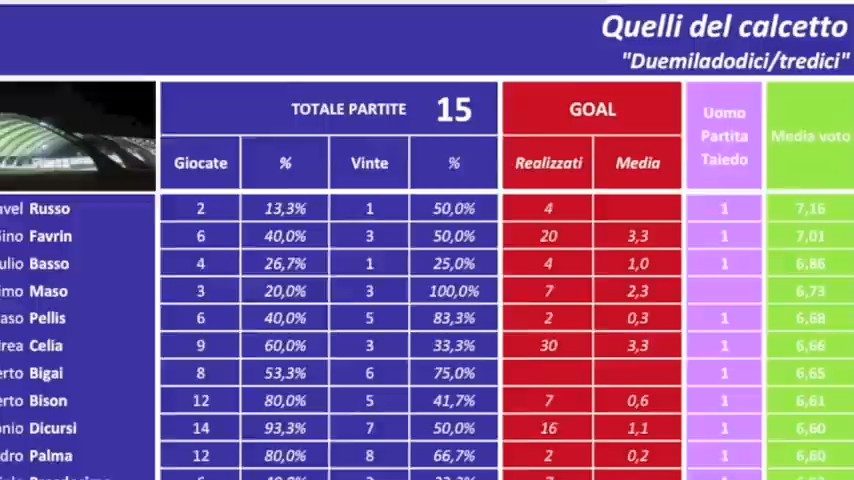 Quelli del calcetto
"Duemiladodici/tredici"
TOTALE PARTITE 15 GOAL Uomo Partita Taiedo Media voto
Giocate % Vinte % Realizzati Media
Russo 2 13,3% 1 50,0% 4 1 7,16
Favrin 6 40,0% 3 50,0% 20 3,3 1 7,01
Basso 4 26,7% 1 25,0% 4 1,0 1 6,86
Maso 3 20,0% 3 100,0% 7 2,3 6,73
Pellis 6 40,0% 5 83,3% 2 0,3 1 6,68
Celia 9 60,0% 3 33,3% 30 3,3 1 6,66
Bigai 8 53,3% 6 75,0% 1 6,65
Bison 12 80,0% 5 41,7% 7 0,6 1 6,61
Dicursi 14 93,3% 7 50,0% 16 1,1 1 6,60
Palma 12 80,0% 8 66,7% 2 0,2 1 6,60